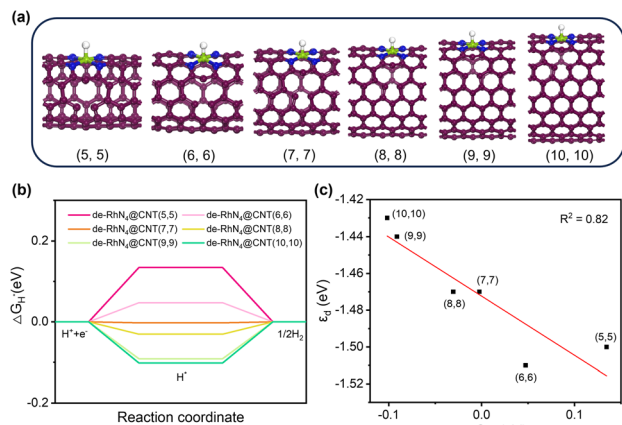 (a)
(5, 5) (6, 6) (7, 7) (8, 8) (9, 9) (10, 10)
(b)
de-RhN₄@CNT(5,5) de-RhN₄@CNT(6,6)
de-RhN₄@CNT(7,7) de-RhN₄@CNT(8,8)
de-RhN₄@CNT(9,9) de-RhN₄@CNT(10,10)
0.2
0.0
-0.2
△G_H* (eV)
H⁺+e⁻
H*
1/2H₂
Reaction coordinate
(c)
R² = 0.82
-1.42
-1.44
-1.46
-1.48
-1.50
-1.52
ε_d (eV)
(10,10)
(9,9)
(7,7)
(8,8)
(5,5)
(6,6)
-0.1 0.0 0.1